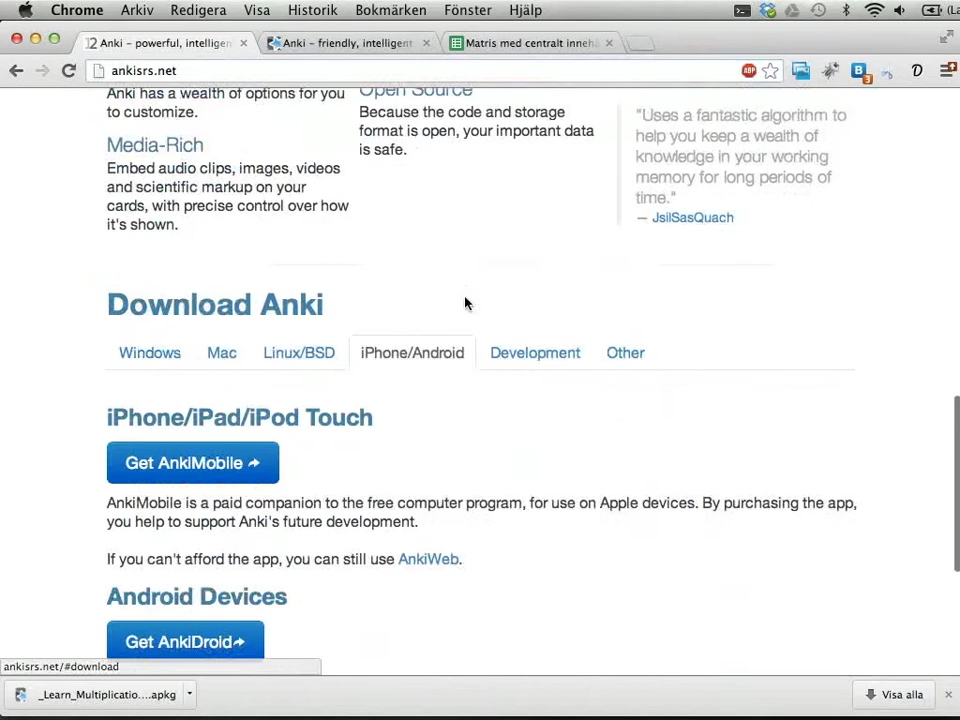 Chrome Arkiv Redigera Visa Historik Bokmärken Fönster Hjälp
Anki – powerful, intelligen
Anki – friendly, intelligent
Matris med centralt innehå
ankisrs.net
Anki has a wealth of options for you
to customize.
Media-Rich
Embed audio clips, images, videos
and scientific markup on your
cards, with precise control over how
it's shown.
Open Source
Because the code and storage
format is open, your important data
is safe.
"Uses a fantastic algorithm to
help you keep a wealth of
knowledge in your working
memory for long periods of
time."
— JsilSasQuach
Download Anki
Windows Mac Linux/BSD iPhone/Android Development Other
iPhone/iPad/iPod Touch
Get AnkiMobile
AnkiMobile is a paid companion to the free computer program, for use on Apple devices. By purchasing the app,
you help to support Anki's future development.
If you can't afford the app, you can still use AnkiWeb.
Android Devices
Get AnkiDroid
ankisrs.net/#download
_Learn_Multiplicatio....apkg
Visa alla